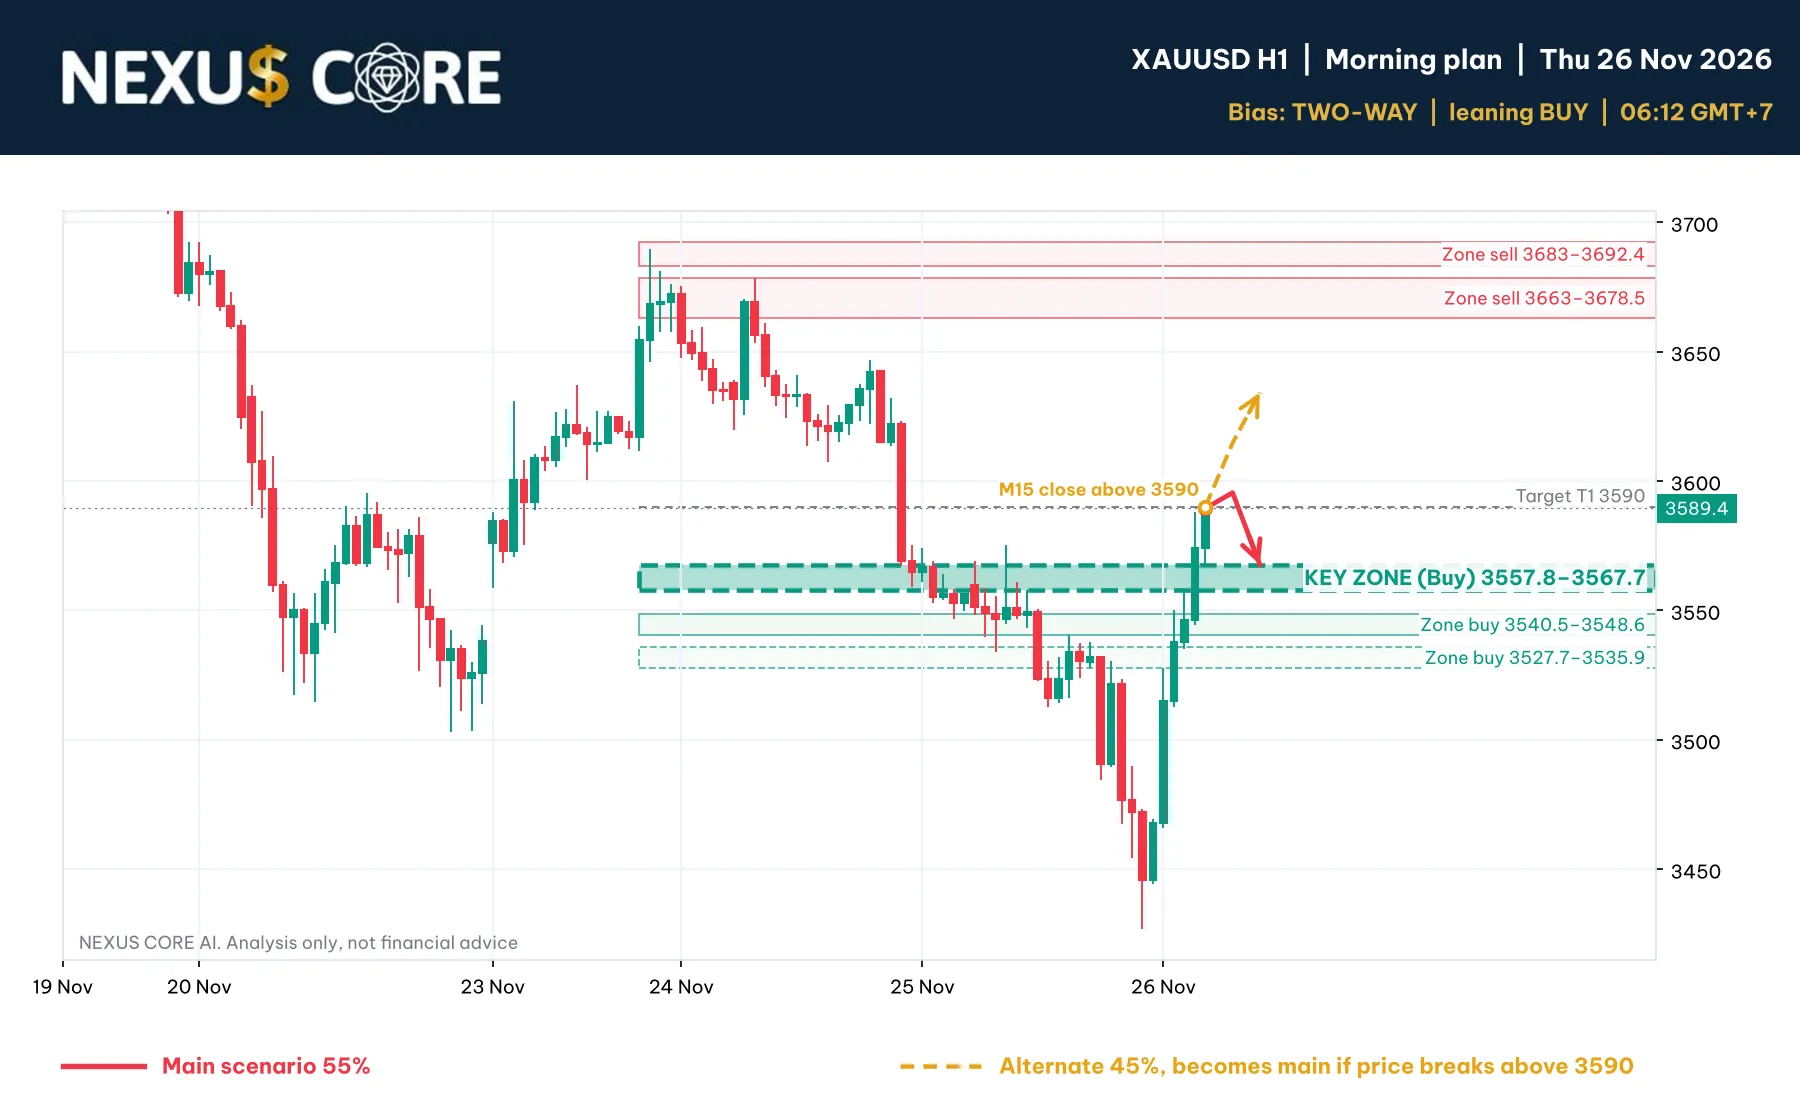 NEXU$ CORE
XAUUSD H1 | Morning plan | Thu 26 Nov 2026
Bias: TWO-WAY | leaning BUY | 06:12 GMT+7
3700
Zone sell 3683–3692.4
Zone sell 3663–3678.5
3650
M15 close above 3590
3600
Target T1 3590
3589.4
KEY ZONE (Buy) 3557.8–3567.7
3550
Zone buy 3540.5–3548.6
Zone buy 3527.7–3535.9
3500
3450
NEXUS CORE AI. Analysis only, not financial advice
19 Nov 20 Nov 23 Nov 24 Nov 25 Nov 26 Nov
Main scenario 55%
Alternate 45%, becomes main if price breaks above 3590